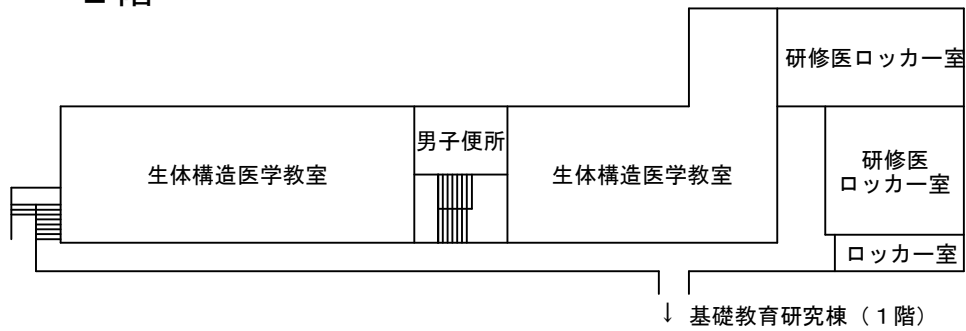 研修医ロッカー室
男子便所
生体構造医学教室
生体構造医学教室
研修医
ロッカー室
ロッカー室
↓ 基礎教育研究棟（１階）